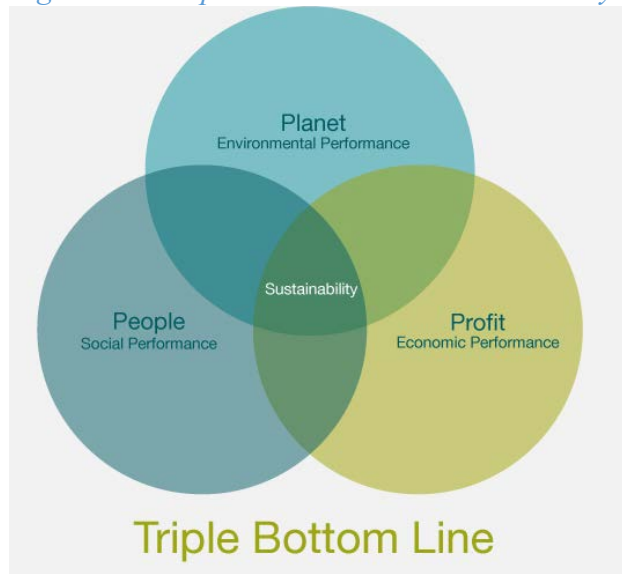 Planet
Environmental Performance
Sustainability
People
Social Performance
Profit
Economic Performance
Triple Bottom Line